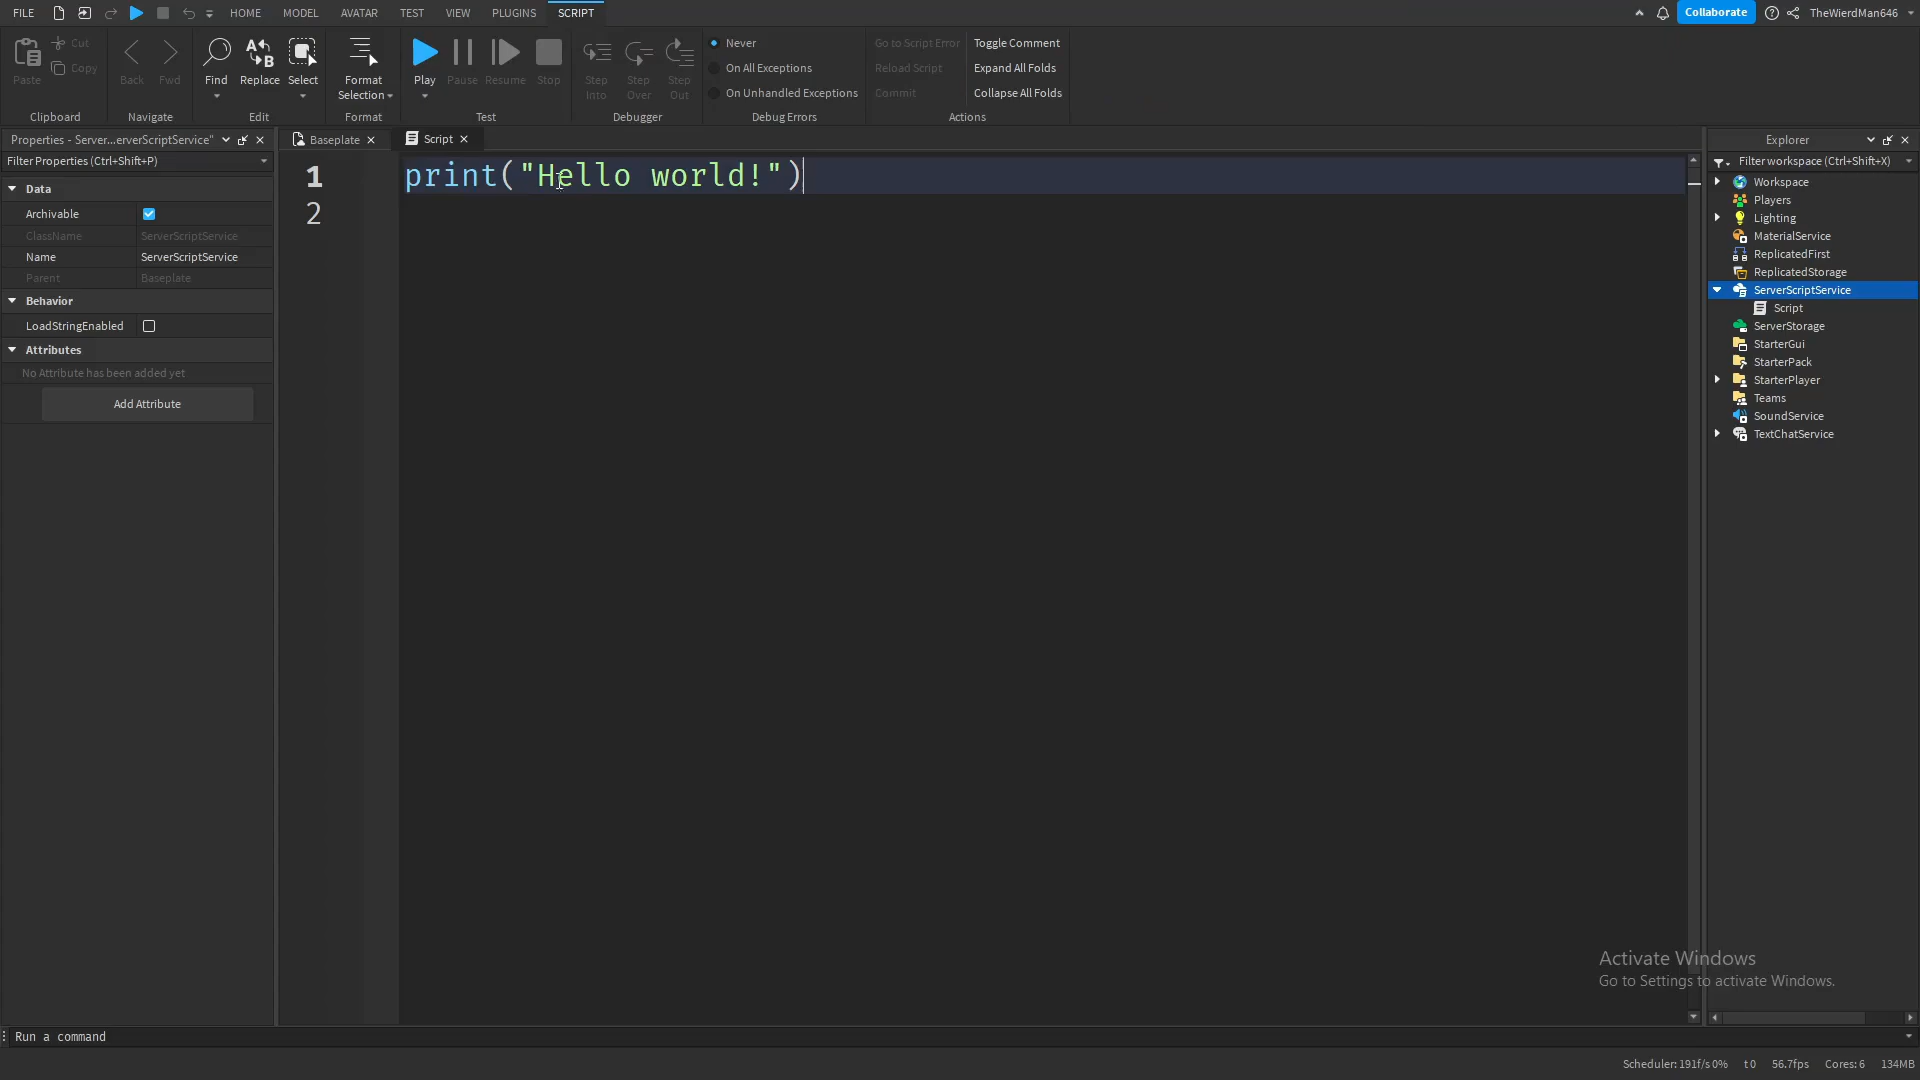 FILE HOME MODEL AVATAR TEST VIEW PLUGINS SCRIPT Collaborate TheWierdMan646
Paste Cut Copy Back Fwd Find Replace Select Format Selection Play Pause Resume Stop Step Into Step Over Step Out
Never
On All Exceptions
On Unhandled Exceptions
Go to Script Error
Reload Script
Commit
Toggle Comment
Expand All Folds
Collapse All Folds
Clipboard Navigate Edit Format Test Debugger Debug Errors Actions
Properties - Server...erverScriptService"
Filter Properties (Ctrl+Shift+P)
Data
Archivable
ClassName ServerScriptService
Name ServerScriptService
Parent Baseplate
Behavior
LoadStringEnabled
Attributes
No Attribute has been added yet
Add Attribute
Baseplate Script
1 print("Hello world!")
2
Explorer
Filter workspace (Ctrl+Shift+X)
Workspace
Players
Lighting
MaterialService
ReplicatedFirst
ReplicatedStorage
ServerScriptService
Script
ServerStorage
StarterGui
StarterPack
StarterPlayer
Teams
SoundService
TextChatService
Activate Windows
Go to Settings to activate Windows.
Run a command
Scheduler: 191f/s 0% t 0 56.7fps Cores: 6 134MB